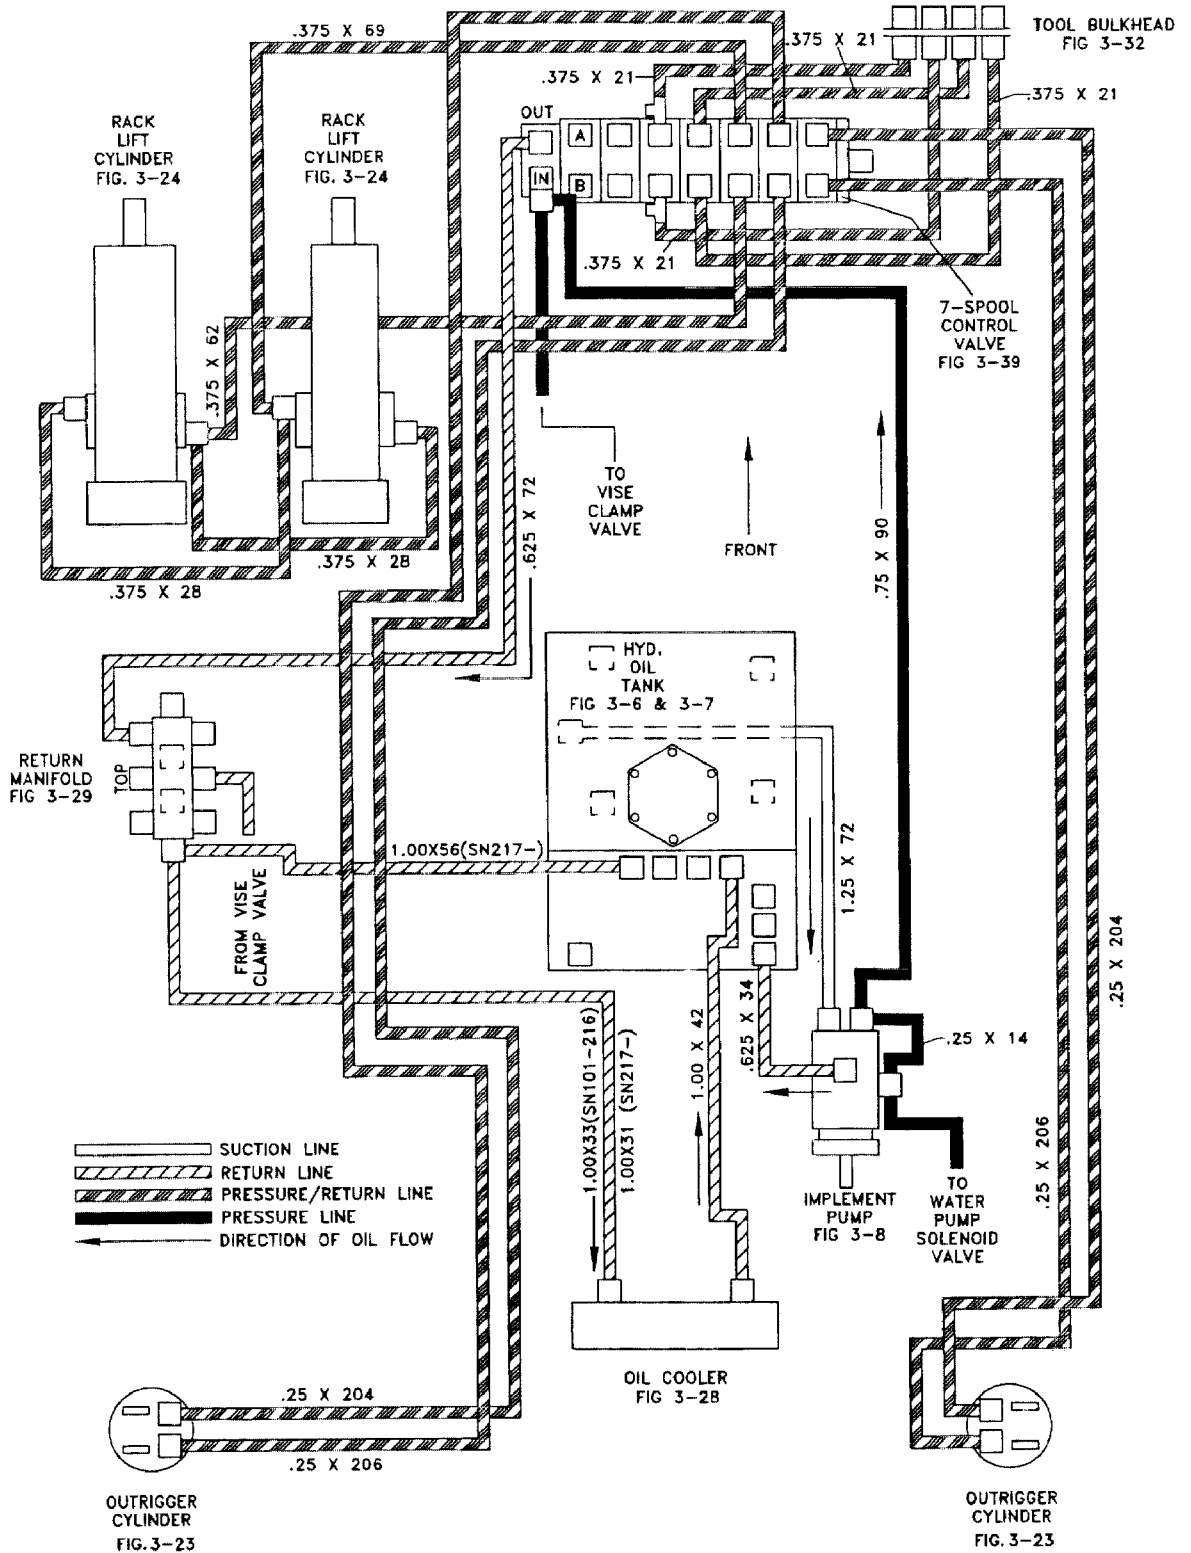 .375 X 69
.375 X 21
TOOL BULKHEAD
FIG 3-32
.375 X 21
.375 X 21
OUT
A
IN
B
RACK
LIFT
CYLINDER
FIG. 3-24
RACK
LIFT
CYLINDER
FIG. 3-24
.375 X 21
7-SPOOL
CONTROL
VALVE
FIG 3-39
.375 X 62
TO
VISE
CLAMP
VALVE
FRONT
.625 X 72
.75 X 90
.375 X 28
.375 X 28
HYD.
OIL
TANK
FIG 3-6 & 3-7
RETURN
MANIFOLD
FIG 3-29
TOP
1.00X56(SN217-)
1.25 X 72
FROM VISE
CLAMP VALVE
.25 X 204
1.00X33(SN101-216)
1.00X31 (SN217-)
1.00 X 42
.625 X 34
.25 X 14
.25 X 206
SUCTION LINE
RETURN LINE
PRESSURE/RETURN LINE
PRESSURE LINE
DIRECTION OF OIL FLOW
IMPLEMENT
PUMP
FIG 3-8
TO
WATER
PUMP
SOLENOID
VALVE
OIL COOLER
FIG 3-28
.25 X 204
.25 X 206
OUTRIGGER
CYLINDER
FIG.3-23
OUTRIGGER
CYLINDER
FIG.3-23